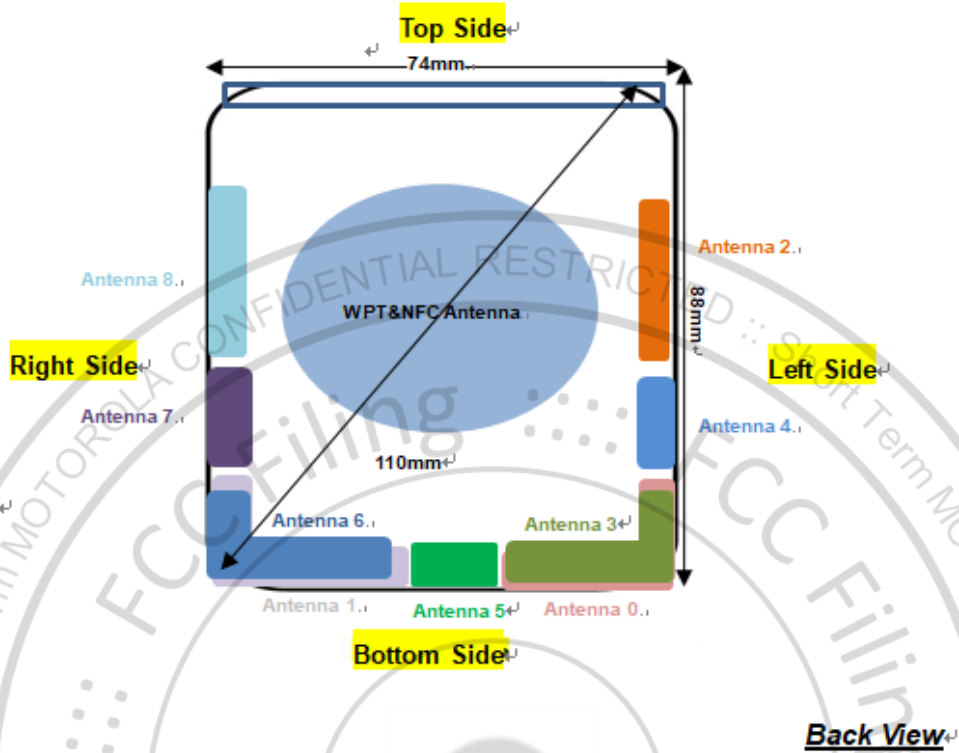 Top Side
74mm
Antenna 2
Antenna 8
WPT&NFC Antenna
88mm
Right Side
Left Side
Antenna 7
Antenna 4
110mm
Antenna 6
Antenna 3
Antenna 1
Antenna 5
Antenna 0
Bottom Side
Back View
MOTOROLA CONFIDENTIAL RESTRICTED :: Short Term MO
FCC Filing :::: FCC Filing